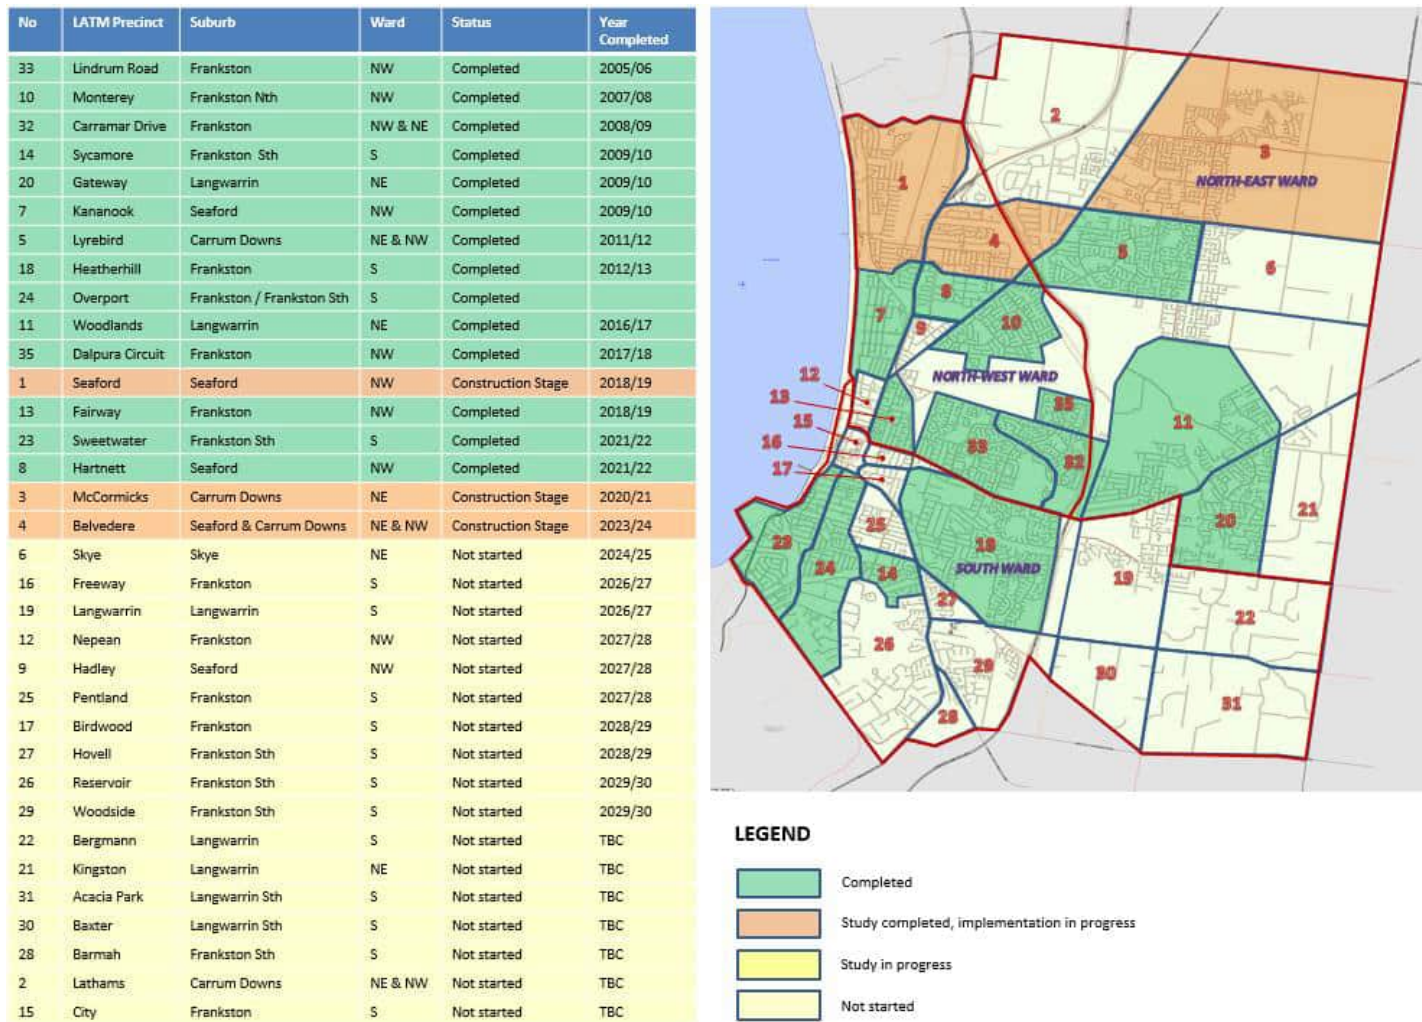 No LATM Precinct Suburb Ward Status Year Completed
33 Lindrum Road Frankston NW Completed 2005/06
10 Monterey Frankston Nth NW Completed 2007/08
32 Carramar Drive Frankston NW & NE Completed 2008/09
14 Sycamore Frankston Sth S Completed 2009/10
20 Gateway Langwarrin NE Completed 2009/10
7 Kananook Seaford NW Completed 2009/10
5 Lyrebird Carrum Downs NE & NW Completed 2011/12
18 Heatherhill Frankston S Completed 2012/13
24 Overport Frankston / Frankston Sth S Completed
11 Woodlands Langwarrin NE Completed 2016/17
35 Dalpura Circuit Frankston NW Completed 2017/18
1 Seaford Seaford NW Construction Stage 2018/19
13 Fairway Frankston NW Completed 2018/19
23 Sweetwater Frankston Sth S Completed 2021/22
8 Hartnett Seaford NW Completed 2021/22
3 McCormicks Carrum Downs NE Construction Stage 2020/21
4 Belvedere Seaford & Carrum Downs NE & NW Construction Stage 2023/24
6 Skye Skye NE Not started 2024/25
16 Freeway Frankston S Not started 2026/27
19 Langwarrin Langwarrin S Not started 2026/27
12 Nepean Frankston NW Not started 2027/28
9 Hadley Seaford NW Not started 2027/28
25 Pentland Frankston S Not started 2027/28
17 Birdwood Frankston S Not started 2028/29
27 Hovell Frankston Sth S Not started 2028/29
26 Reservoir Frankston Sth S Not started 2029/30
29 Woodside Frankston Sth S Not started 2029/30
22 Bergmann Langwarrin S Not started TBC
21 Kingston Langwarrin NE Not started TBC
31 Acacia Park Langwarrin Sth S Not started TBC
30 Baxter Langwarrin Sth S Not started TBC
28 Barmah Frankston Sth S Not started TBC
2 Lathams Carrum Downs NE & NW Not started TBC
15 City Frankston S Not started TBC
2
3
1
NORTH-EAST WARD
4
5
6
8
7
9
10
12
NORTH-WEST WARD
13
35
15
11
16
33
32
17
21
25
20
23
18
24
14
SOUTH WARD
19
27
22
26
29
30
31
28
LEGEND
Completed
Study completed, implementation in progress
Study in progress
Not started